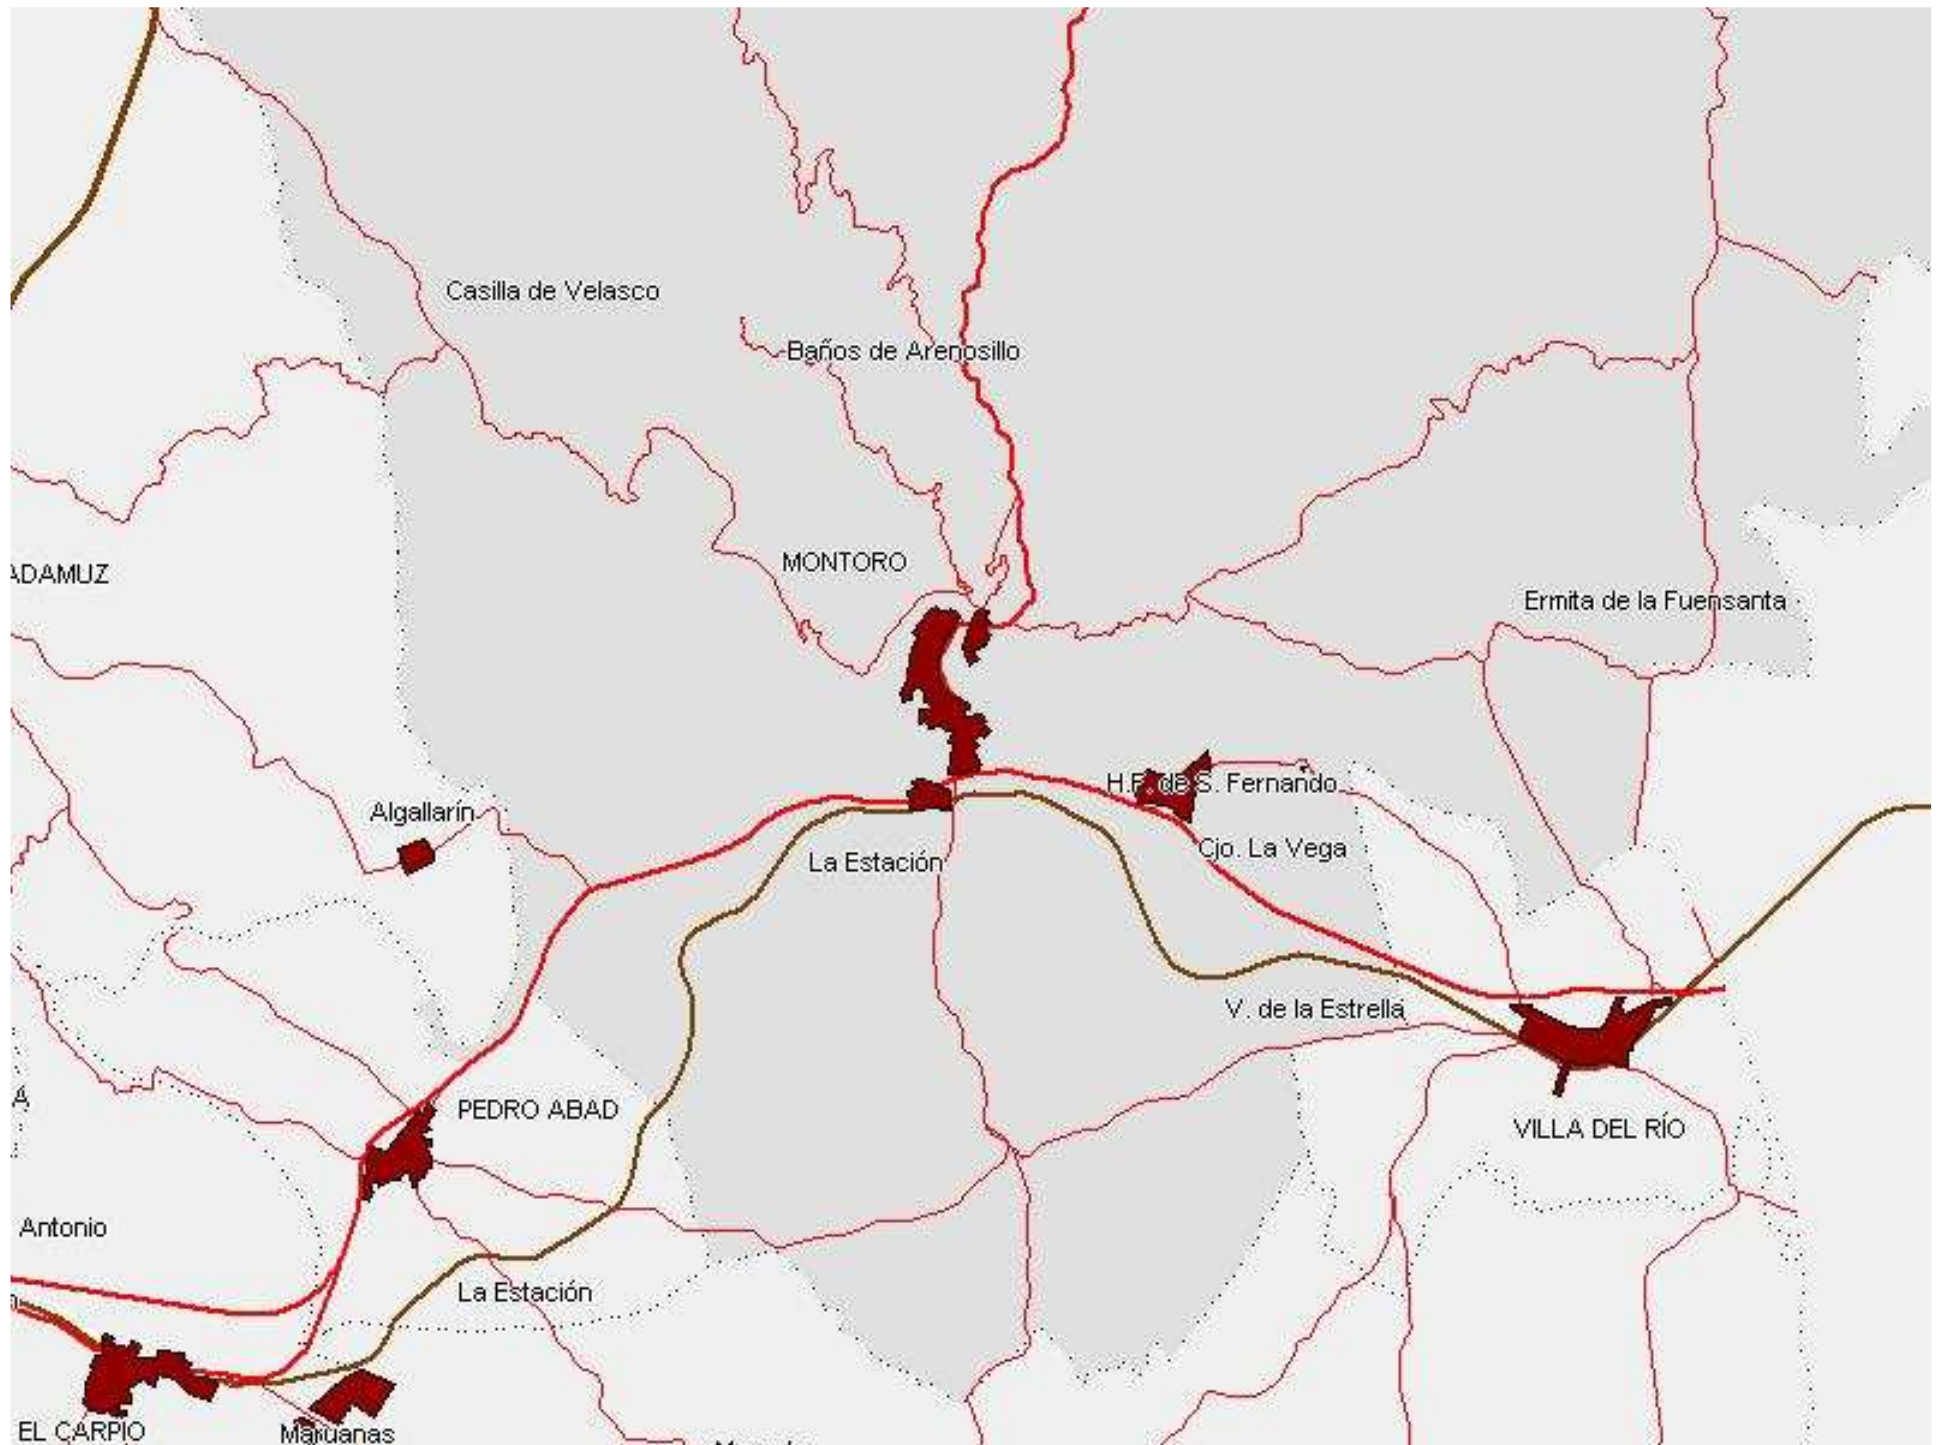 Casilla de Velasco
Baños de Arenosillo
MONTORO
ADAMUZ
Ermita de la Fuensanta
H.F. de S. Fernando
Algallarín
Cjo. La Vega
La Estación
V. de la Estrella
PEDRO ABAD
VILLA DEL RÍO
Antonio
La Estación
EL CARPIO
Maruanas